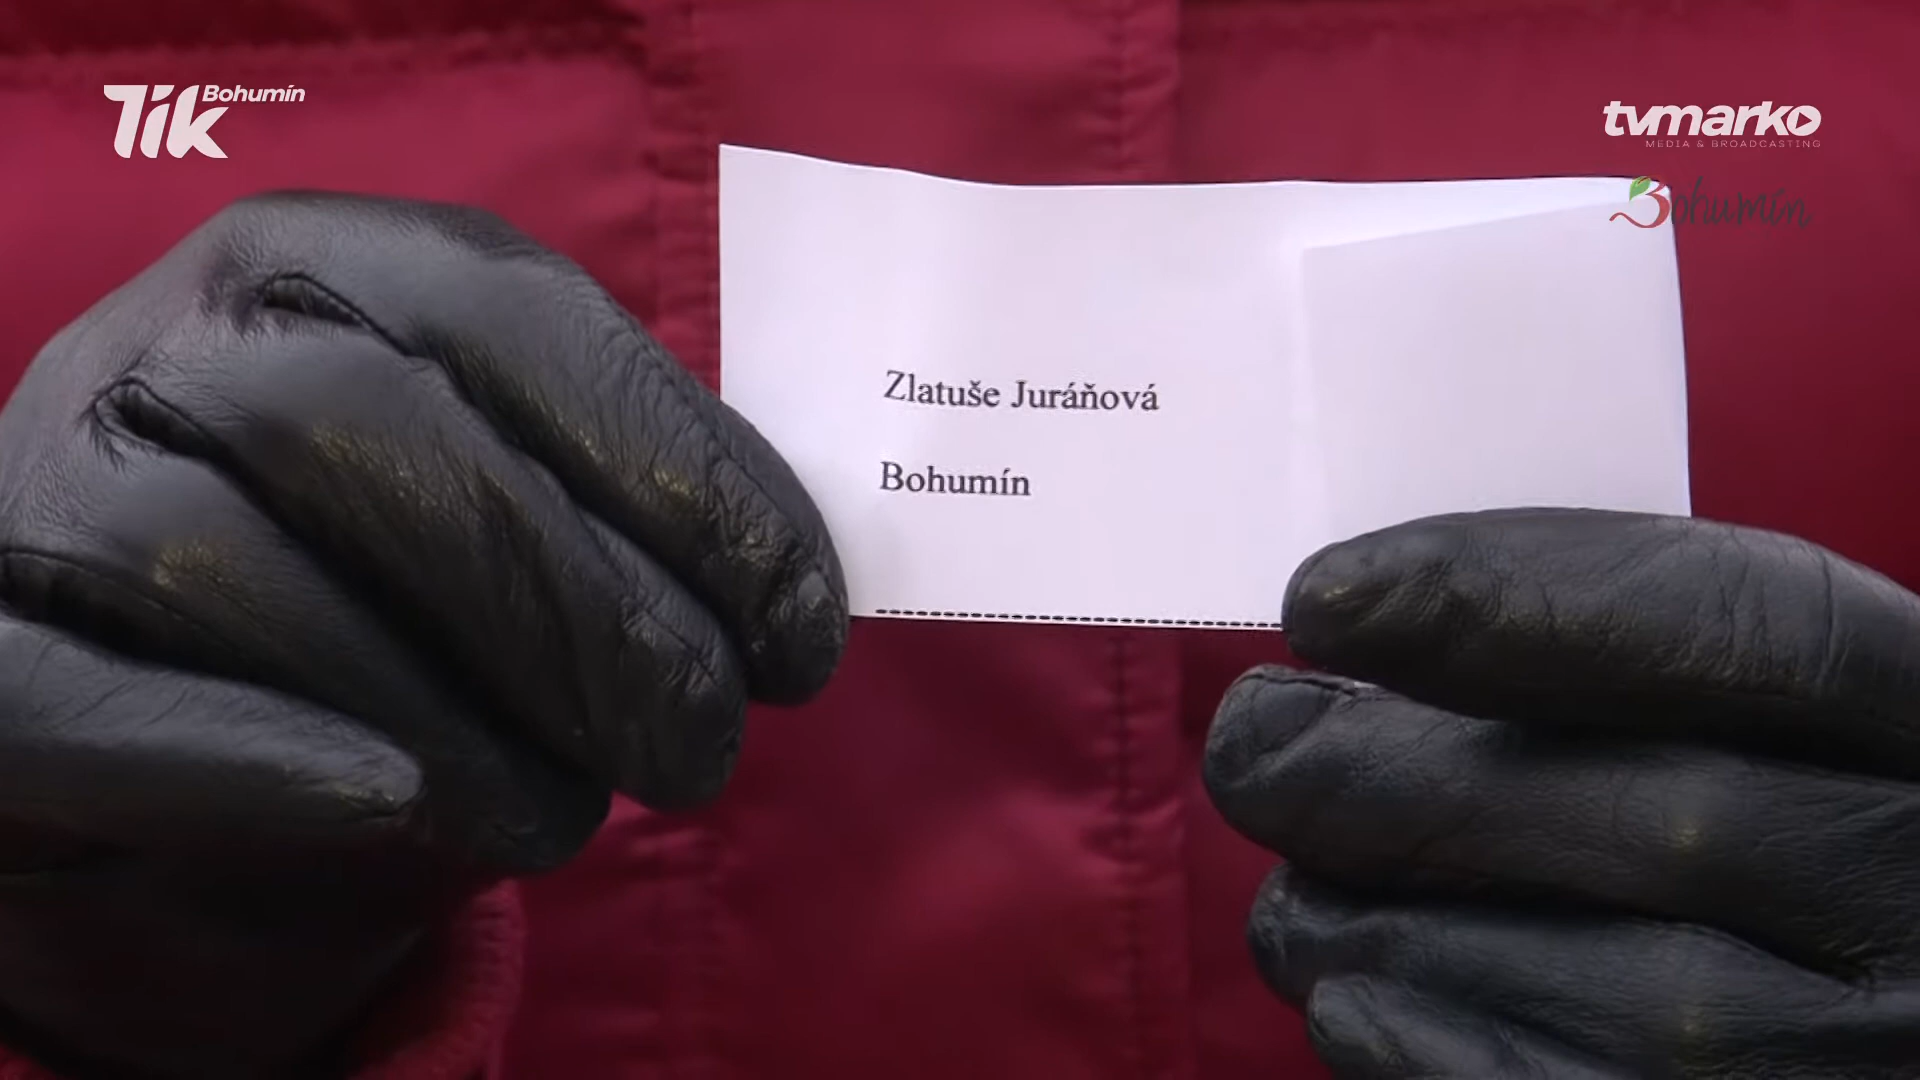 Tik Bohumín
tvmarko
MEDIA & BROADCASTING
Bohumín
Zlatuše Juráňová
Bohumín